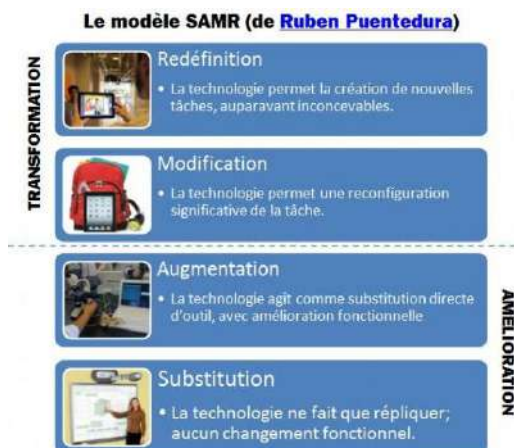 Le modèle SAMR (de Ruben Puentedura)
TRANSFORMATION
Redéfinition
• La technologie permet la création de nouvelles
tâches, auparavant inconcevables.
Modification
• La technologie permet une reconfiguration
significative de la tâche.
AMÉLIORATION
Augmentation
• La technologie agît comme substitution directe
d'outil, avec amélioration fonctionnelle
Substitution
• La technologie ne fait que répliquer;
aucun changement fonctionnel.